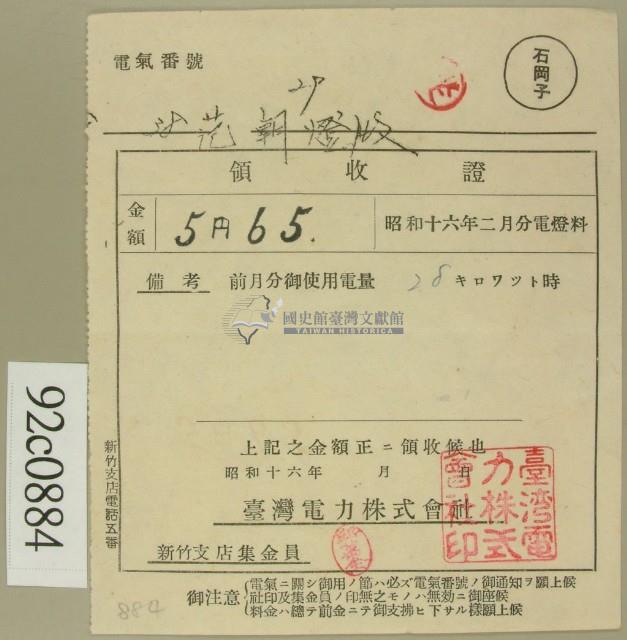 電氣番號
29
石岡子
范朝燈殿
領收證
金額
5円65.
昭和十六年二月分電燈料
備考 前月分御使用電量 28 キロワット時
國史館臺灣文獻館
TAIWAN HISTORICA
上記之金額正ニ領收候也
昭和十六年 月 日
臺灣電力株式會社
臺灣電力株式會社印
新竹支店集金員
新竹支店電話五番
御注意
電氣ニ關シ御用ノ節ハ必ズ電氣番號ノ御通知ヲ願上候
社印及集金員ノ印無之モノハ無効ニ御座候
料金ハ總テ前金ニテ御支拂ヒ下サル樣願上候
884
92c0884